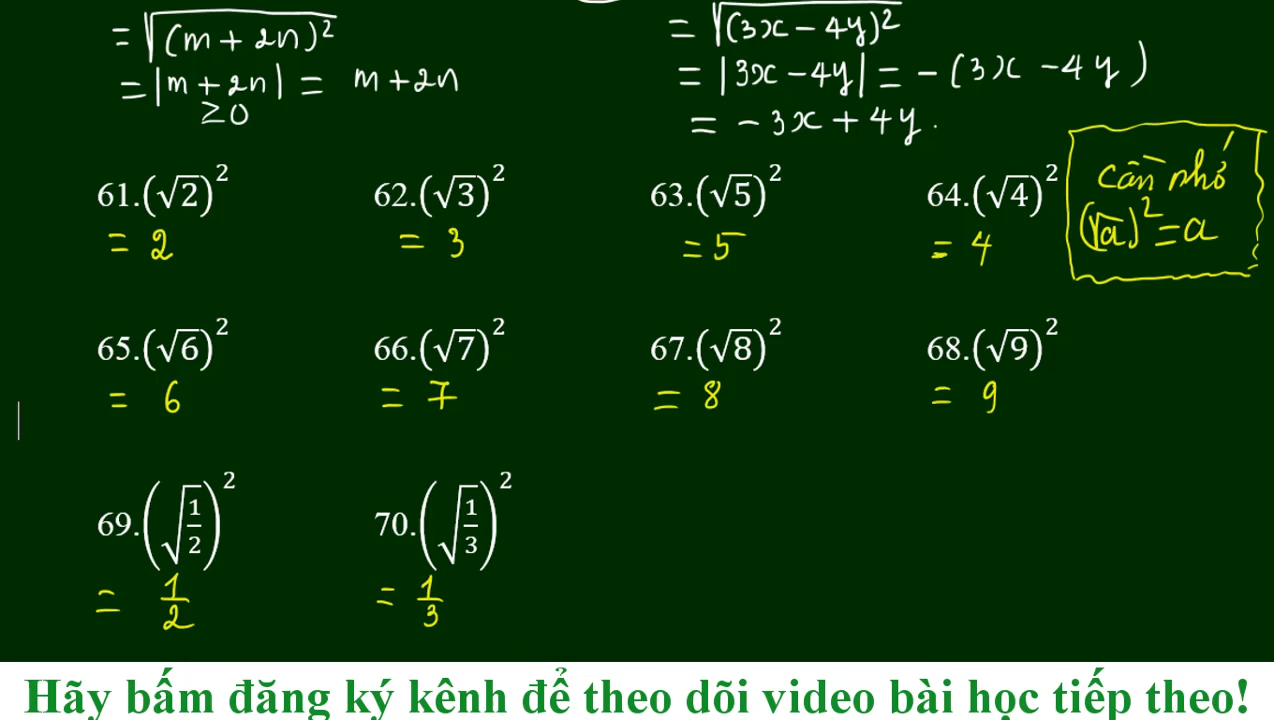 = √(m + 2n)²
= |m + 2n| = m + 2n
≥ 0
= √(3x − 4y)²
= |3x − 4y| = − (3x − 4y)
= − 3x + 4y.
61.(√2)² 62.(√3)² 63.(√5)² 64.(√4)²
= 2 = 3 = 5 = 4
cần nhớ
(√a)² = a
65.(√6)² 66.(√7)² 67.(√8)² 68.(√9)²
= 6 = 7 = 8 = 9
69.(√(1/2))² 70.(√(1/3))²
= 1/2 = 1/3
Hãy bấm đăng ký kênh để theo dõi video bài học tiếp theo!